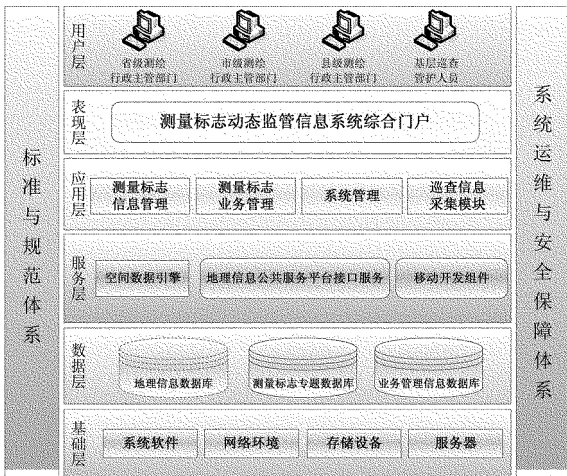 标准与规范体系
用户层
省级测绘
行政主管部门
市级测绘
行政主管部门
县级测绘
行政主管部门
基层巡查
管护人员
表现层
测量标志动态监管信息系统综合门户
应用层
测量标志
信息管理
测量标志
业务管理
系统管理
巡查信息
采集模块
服务层
空间数据引擎
地理信息公共服务平台接口服务
移动开发组件
数据层
地理信息数据库
测量标志专题数据库
业务管理信息数据库
基础层
系统软件
网络环境
存储设备
服务器
系统运维与安全保障体系